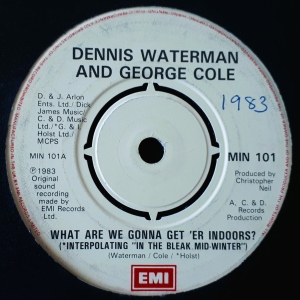 DENNIS WATERMAN
AND GEORGE COLE
D. & J. Arlon
Ents. Ltd./Dick
James Music/
C. & D. Music
Ltd./*G. & I.
Holst Ltd./
MCPS
1983
MIN 101A
MIN 101
℗1983
Original
sound
recording
made by
EMI Records
Ltd.
Produced by
Christopher
Neil
A. C. & D.
Records
Production
WHAT ARE WE GONNA GET 'ER INDOORS?
(*INTERPOLATING "IN THE BLEAK MID-WINTER")
(Waterman / Cole / *Holst)
EMI